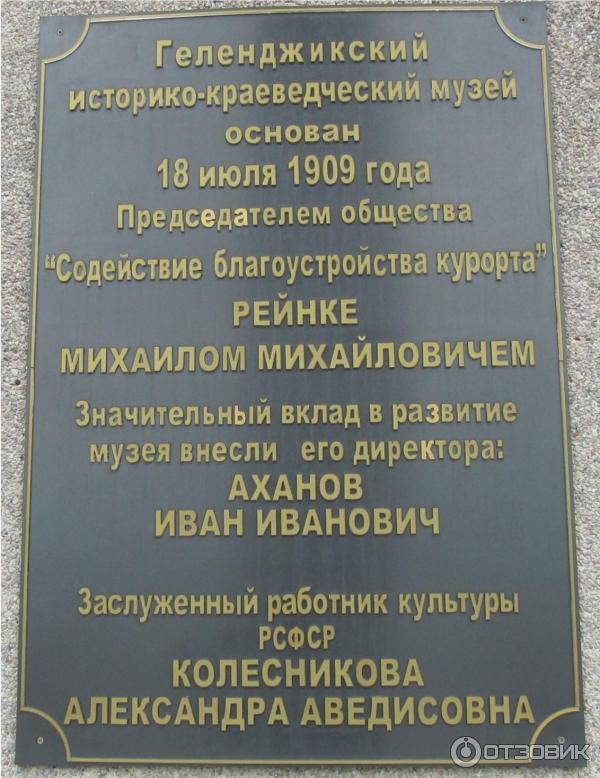 Геленджикский
историко-краеведческий музей
основан
18 июля 1909 года
Председателем общества
“Содействие благоустройства курорта”
РЕЙНКЕ
МИХАИЛОМ МИХАЙЛОВИЧЕМ
Значительный вклад в развитие
музея внесли его директора:
АХАНОВ
ИВАН ИВАНОВИЧ
Заслуженный работник культуры
РСФСР
КОЛЕСНИКОВА
АЛЕКСАНДРА АВЕДИСОВНА
ОТЗОВИК